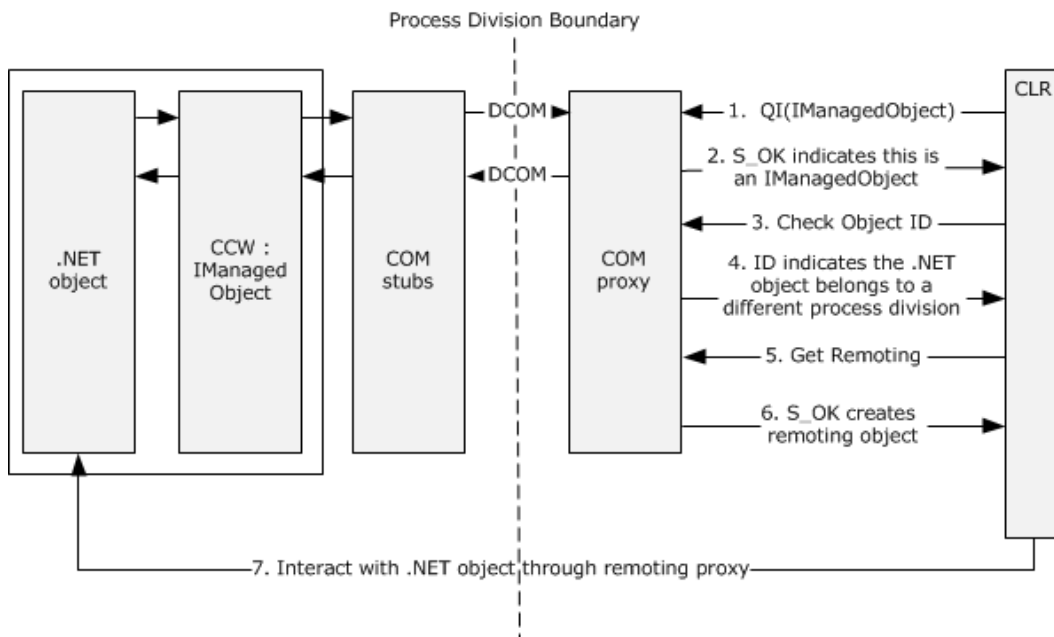 Process Division Boundary
CLR
DCOM
1. QI(IManagedObject)
2. S_OK indicates this is
an IManagedObject
DCOM
3. Check Object ID
.NET
object
CCW :
IManaged
Object
COM
stubs
COM
proxy
4. ID indicates the .NET
object belongs to a
different process division
5. Get Remoting
6. S_OK creates
remoting object
7. Interact with .NET object through remoting proxy